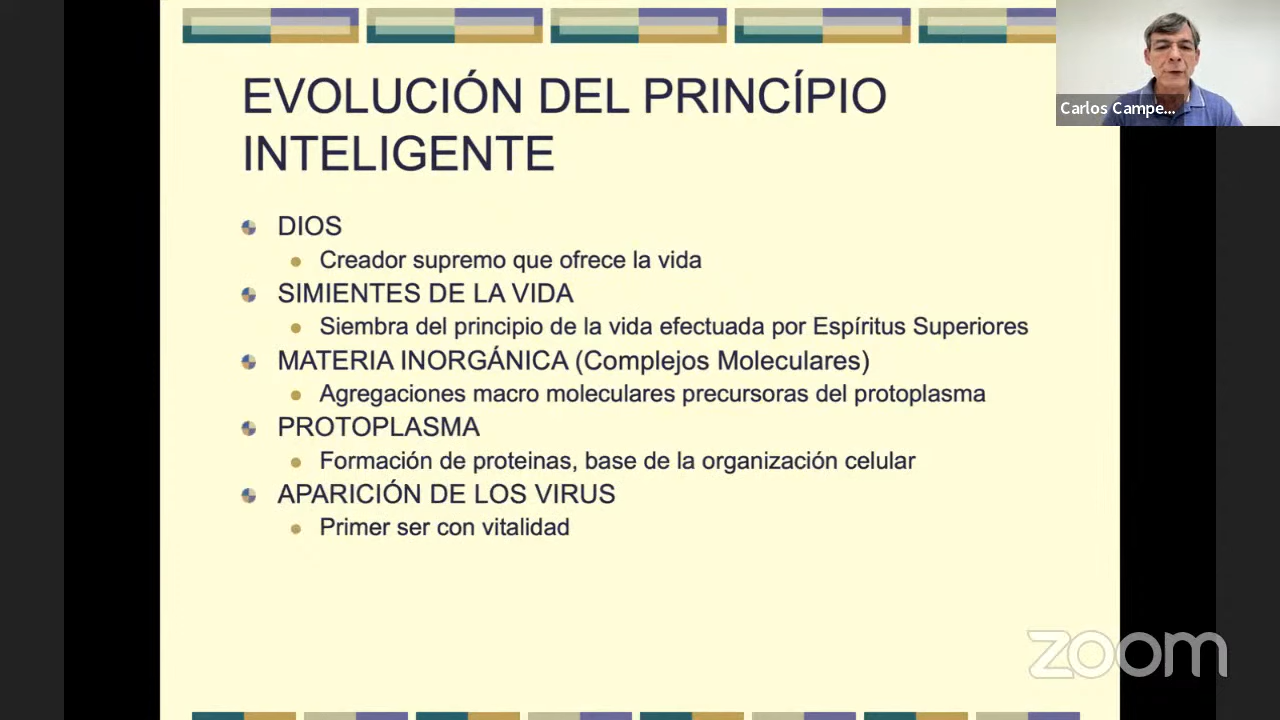 EVOLUCIÓN DEL PRINCÍPIO
INTELIGENTE
Carlos Campe...
DIOS
Creador supremo que ofrece la vida
SIMIENTES DE LA VIDA
Siembra del principio de la vida efectuada por Espíritus Superiores
MATERIA INORGÁNICA (Complejos Moleculares)
Agregaciones macro moleculares precursoras del protoplasma
PROTOPLASMA
Formación de proteinas, base de la organización celular
APARICIÓN DE LOS VIRUS
Primer ser con vitalidad
zoom